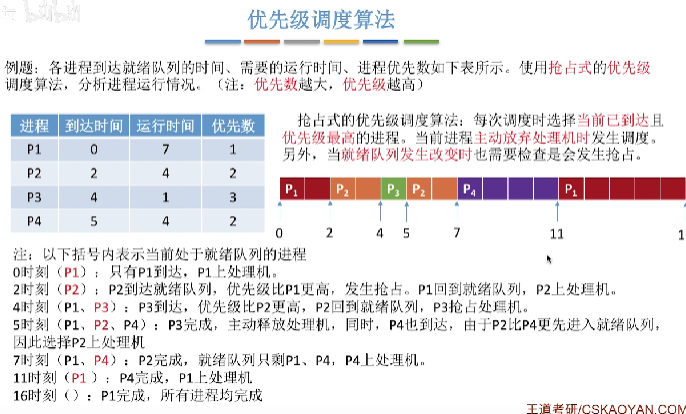 优先级调度算法
例题：各进程到达就绪队列的时间、需要的运行时间、进程优先数如下表所示。使用抢占式的优先级
调度算法，分析进程运行情况。（注：优先数越大，优先级越高）
进程 到达时间 运行时间 优先数
P1 0 7 1
P2 2 4 2
P3 4 1 3
P4 5 4 2
抢占式的优先级调度算法：每次调度时选择当前已到达且
优先级最高的进程。当前进程主动放弃处理机时发生调度。
另外，当就绪队列发生改变时也需要检查是会发生抢占。
P1 P2 P3 P2 P4 P1
0 2 4 5 7 11 1
注：以下括号内表示当前处于就绪队列的进程
0时刻（P1）：只有P1到达，P1上处理机。
2时刻（P2）：P2到达就绪队列，优先级比P1更高，发生抢占。P1回到就绪队列，P2上处理机。
4时刻（P1、P3）：P3到达，优先级比P2更高，P2回到就绪队列，P3抢占处理机。
5时刻（P1、P2、P4）：P3完成，主动释放处理机，同时，P4也到达，由于P2比P4更先进入就绪队列，
因此选择P2上处理机
7时刻（P1、P4）：P2完成，就绪队列只剩P1、P4，P4上处理机。
11时刻（P1）：P4完成，P1上处理机
16时刻（）：P1完成，所有进程均完成
王道考研/CSKAOYAN.COM